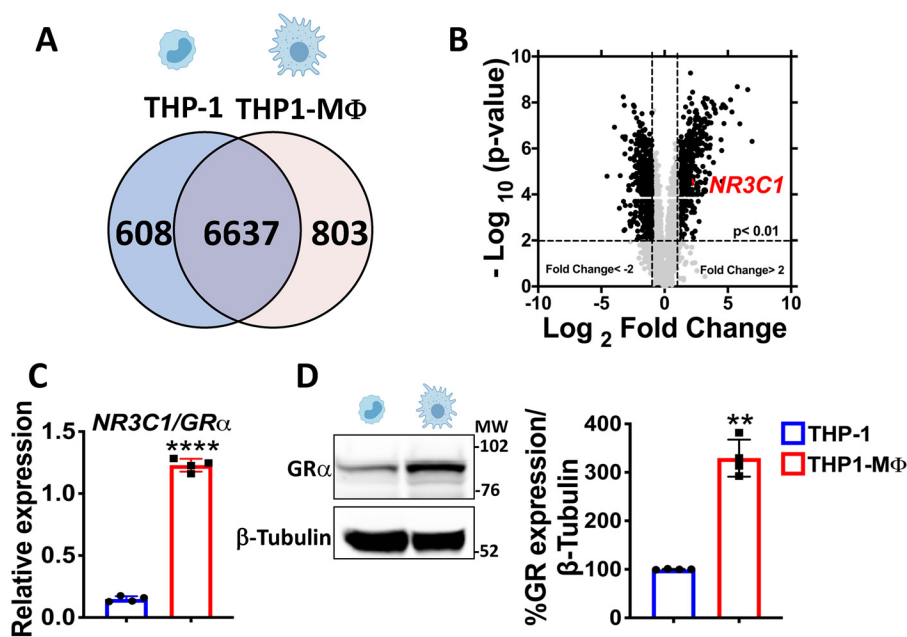 A
THP-1 THP1-MΦ
608 6637 803
B
- Log 10 (p-value)
10
8
6
4
2
0
NR3C1
p< 0.01
Fold Change< -2
Fold Change> 2
-10 -5 0 5 10
Log 2 Fold Change
C
Relative expression
NR3C1/GRα
****
1.5
1.0
0.5
0.0
D
MW
-102
GRα
-76
β-Tubulin
-52
%GR expression/
β-Tubulin
400
300
200
100
0
**
THP-1
THP1-MΦ